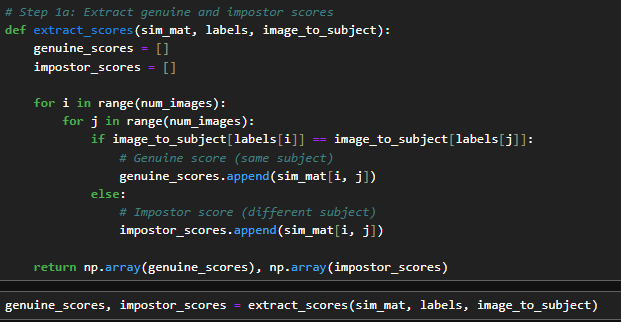 # Step 1a: Extract genuine and impostor scores
def extract_scores(sim_mat, labels, image_to_subject):
    genuine_scores = []
    impostor_scores = []

    for i in range(num_images):
        for j in range(num_images):
            if image_to_subject[labels[i]] == image_to_subject[labels[j]]:
                # Genuine score (same subject)
                genuine_scores.append(sim_mat[i, j])
            else:
                # Impostor score (different subject)
                impostor_scores.append(sim_mat[i, j])

    return np.array(genuine_scores), np.array(impostor_scores)
genuine_scores, impostor_scores = extract_scores(sim_mat, labels, image_to_subject)